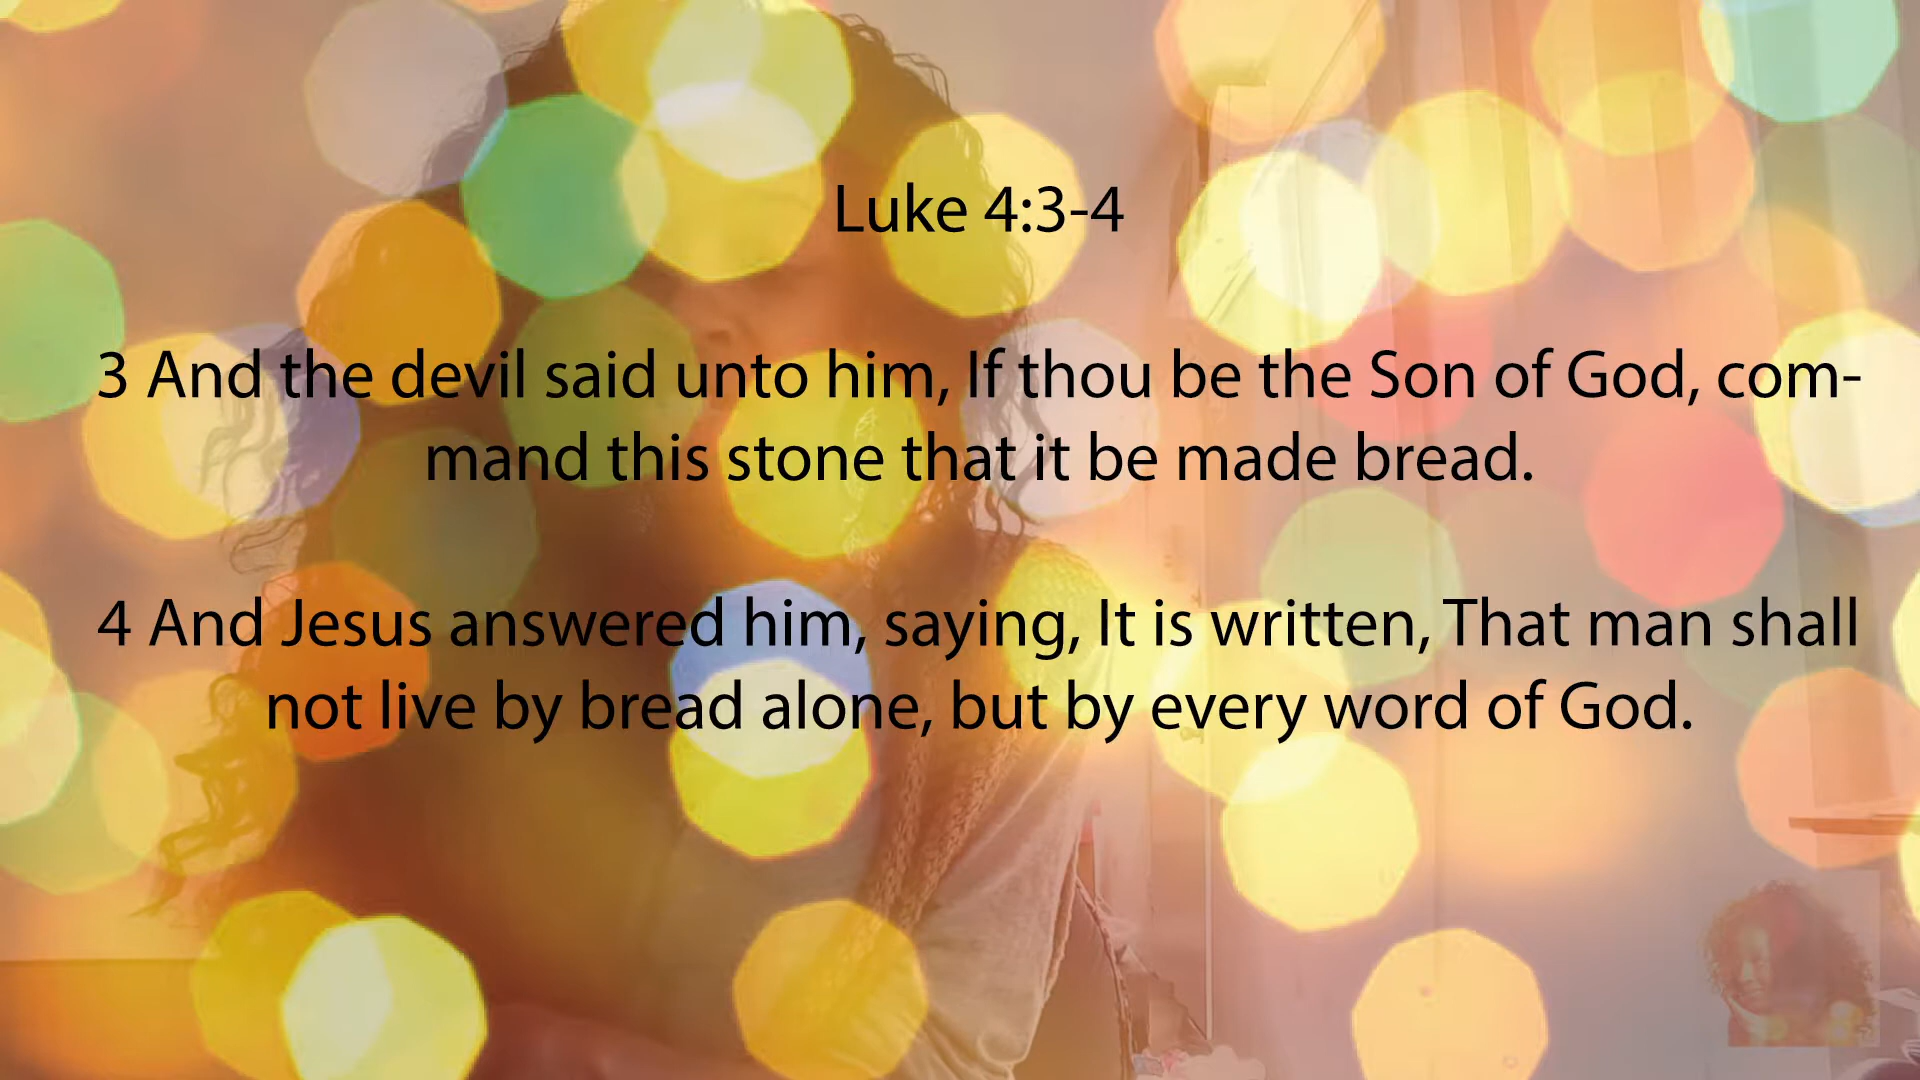 Luke 4:3-4
3 And the devil said unto him, If thou be the Son of God, com-
mand this stone that it be made bread.
4 And Jesus answered him, saying, It is written, That man shall
not live by bread alone, but by every word of God.